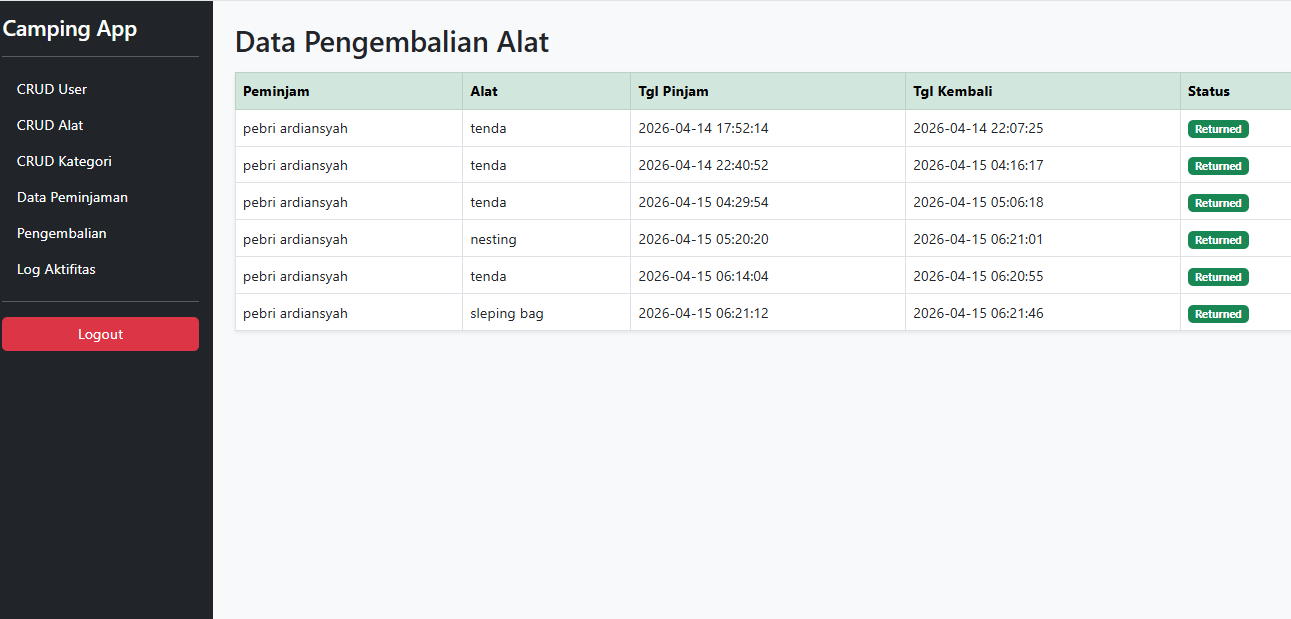 Camping App
CRUD User
CRUD Alat
CRUD Kategori
Data Peminjaman
Pengembalian
Log Aktifitas
Logout
Data Pengembalian Alat
Peminjam Alat Tgl Pinjam Tgl Kembali Status
pebri ardiansyah tenda 2026-04-14 17:52:14 2026-04-14 22:07:25 Returned
pebri ardiansyah tenda 2026-04-14 22:40:52 2026-04-15 04:16:17 Returned
pebri ardiansyah tenda 2026-04-15 04:29:54 2026-04-15 05:06:18 Returned
pebri ardiansyah nesting 2026-04-15 05:20:20 2026-04-15 06:21:01 Returned
pebri ardiansyah tenda 2026-04-15 06:14:04 2026-04-15 06:20:55 Returned
pebri ardiansyah sleping bag 2026-04-15 06:21:12 2026-04-15 06:21:46 Returned